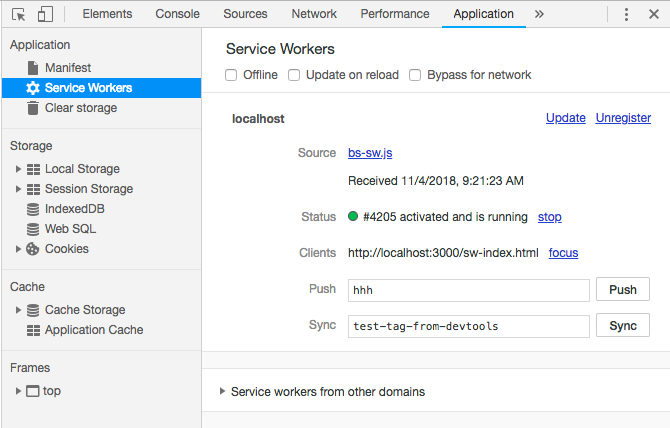 Elements Console Sources Network Performance Application »
Application
Manifest
Service Workers
Clear storage
Storage
Local Storage
Session Storage
IndexedDB
Web SQL
Cookies
Cache
Cache Storage
Application Cache
Frames
top
Service Workers
Offline Update on reload Bypass for network
localhost Update Unregister
Source bs-sw.js
Received 11/4/2018, 9:21:23 AM
Status #4205 activated and is running stop
Clients http://localhost:3000/sw-index.html focus
Push hhh Push
Sync test-tag-from-devtools Sync
Service workers from other domains